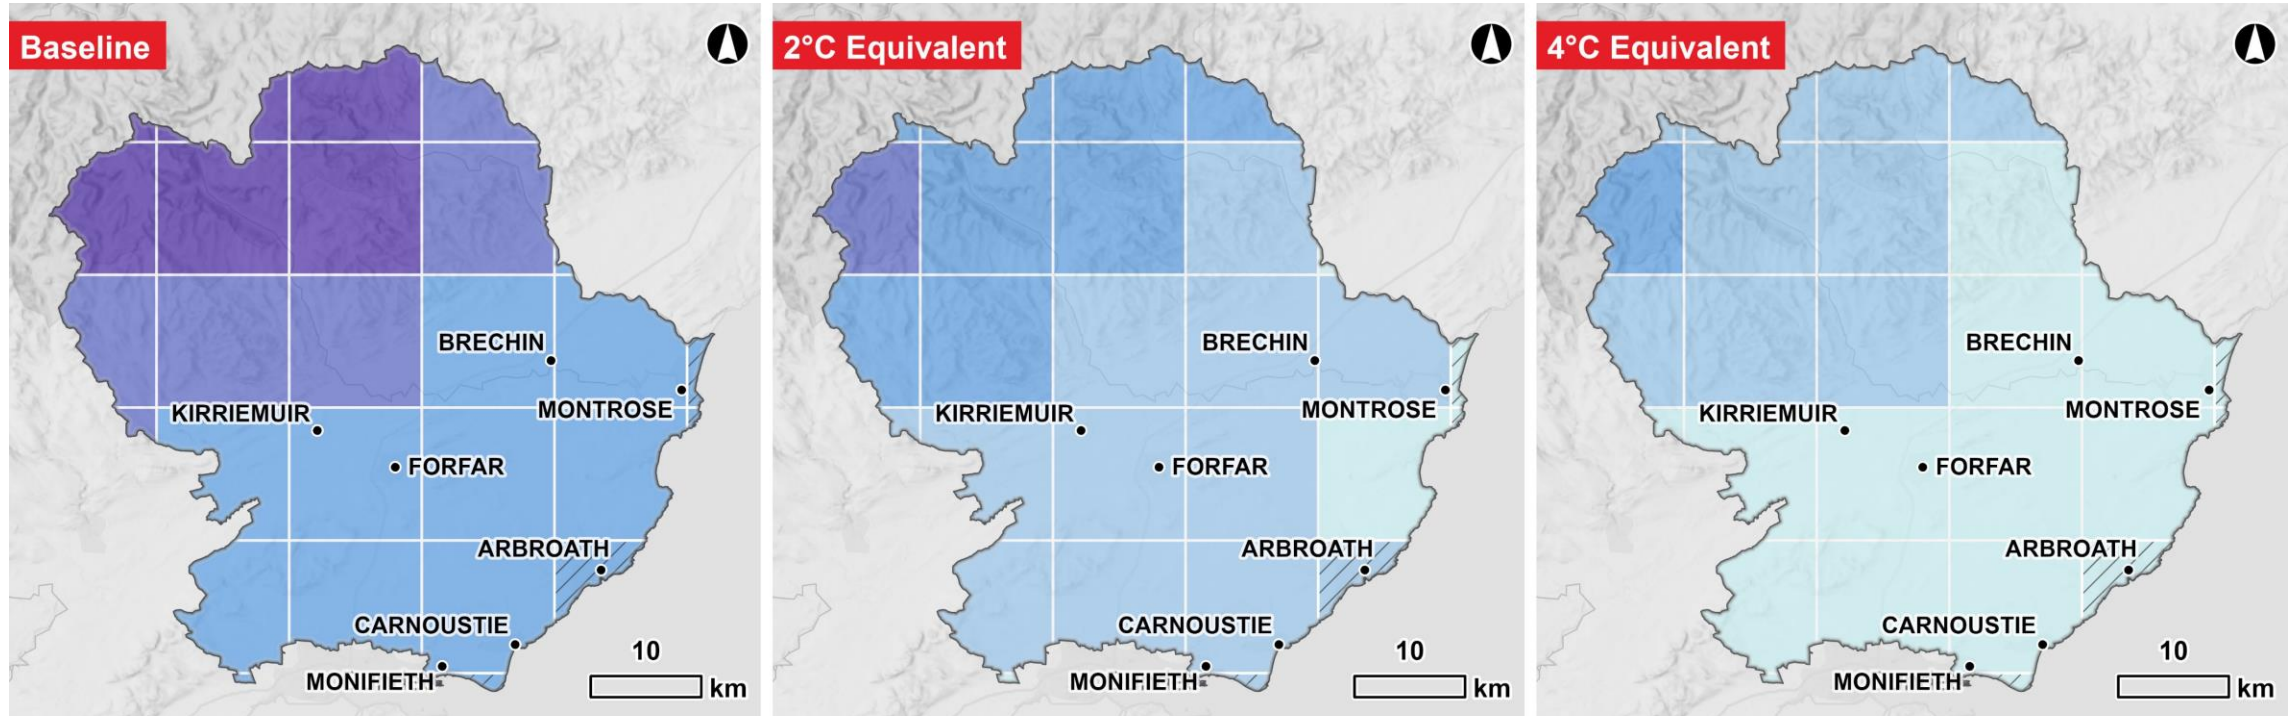 Baseline
BRECHIN
KIRRIEMUIR
MONTROSE
FORFAR
ARBROATH
CARNOUSTIE
MONIFIETH
10
km
2°C Equivalent
BRECHIN
KIRRIEMUIR
MONTROSE
FORFAR
ARBROATH
CARNOUSTIE
MONIFIETH
10
km
4°C Equivalent
BRECHIN
KIRRIEMUIR
MONTROSE
FORFAR
ARBROATH
CARNOUSTIE
MONIFIETH
10
km